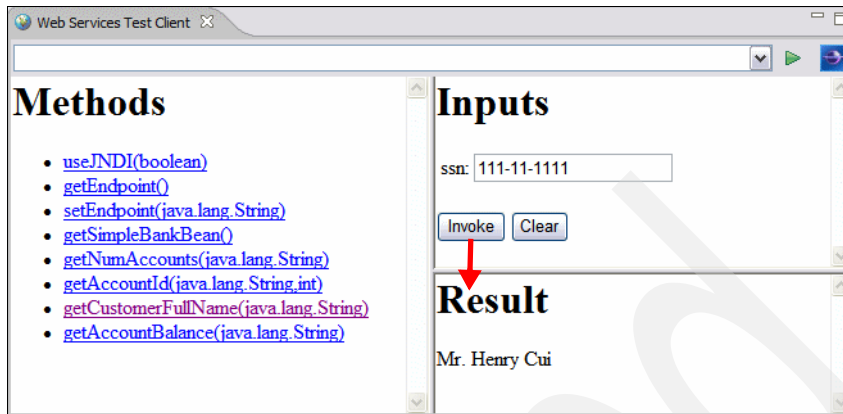 Web Services Test Client
Methods
useJNDI(boolean)
getEndpoint()
setEndpoint(java.lang.String)
getSimpleBankBean()
getNumAccounts(java.lang.String)
getAccountId(java.lang.String,int)
getCustomerFullName(java.lang.String)
getAccountBalance(java.lang.String)
Inputs
ssn: 111-11-1111
Invoke Clear
Result
Mr. Henry Cui